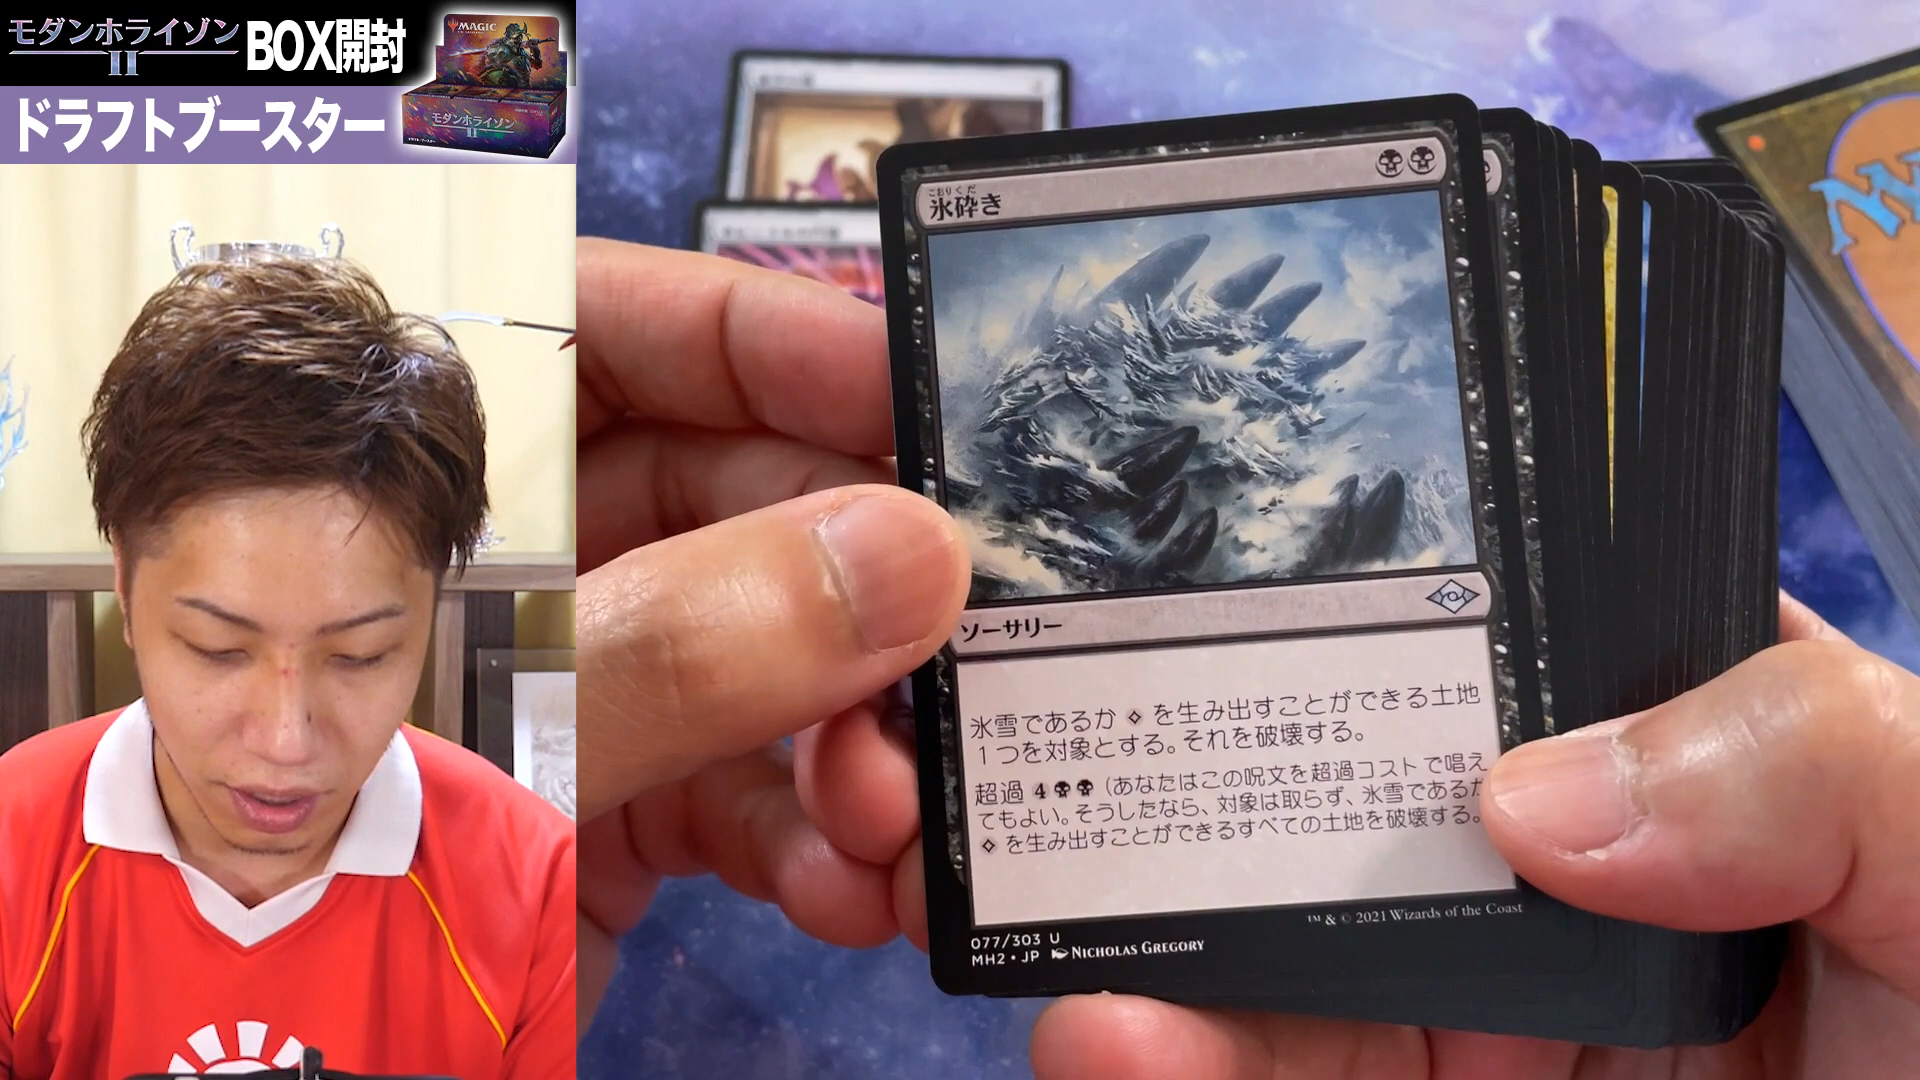 モダンホライゾン
II
BOX開封
ドラフトブースター
MAGIC
モダンホライゾン
II
こおりくだ
氷砕き
ソーサリー
氷雪であるか を生み出すことができる土地
1つを対象とする。それを破壊する。
超過 4 (あなたはこの呪文を超過コストで唱え
てもよい。そうしたなら、対象は取らず、氷雪であるか
を生み出すことができるすべての土地を破壊する。
077/303 U
MH2・JP NICHOLAS GREGORY
™ & © 2021 Wizards of the Coast